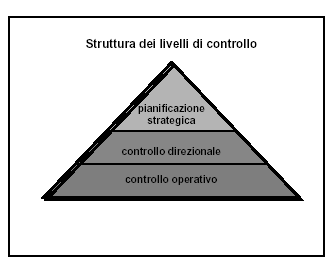 Struttura dei livelli di controllo
pianificazione
strategica
controllo direzionale
controllo operativo